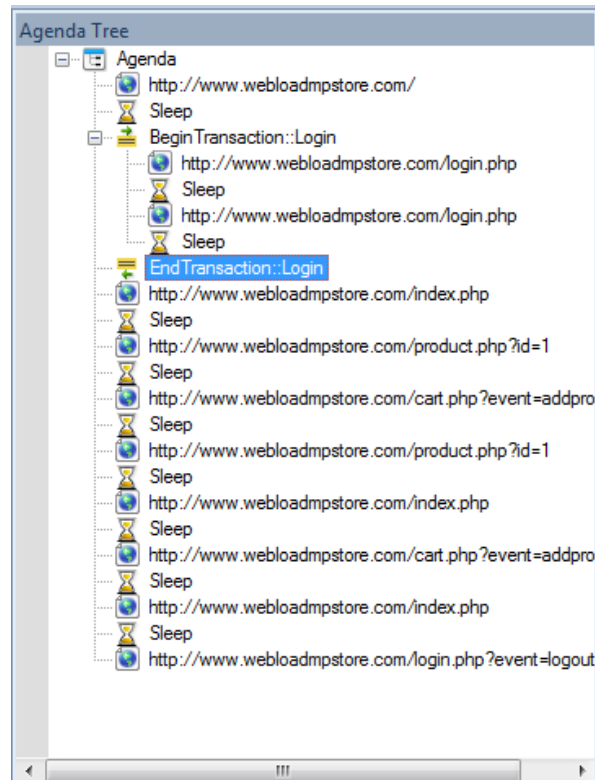 Agenda Tree
Agenda
http://www.webloadmpstore.com/
Sleep
BeginTransaction::Login
http://www.webloadmpstore.com/login.php
Sleep
http://www.webloadmpstore.com/login.php
Sleep
EndTransaction::Login
http://www.webloadmpstore.com/index.php
Sleep
http://www.webloadmpstore.com/product.php?id=1
Sleep
http://www.webloadmpstore.com/cart.php?event=addpro
Sleep
http://www.webloadmpstore.com/product.php?id=1
Sleep
http://www.webloadmpstore.com/index.php
Sleep
http://www.webloadmpstore.com/cart.php?event=addpro
Sleep
http://www.webloadmpstore.com/index.php
Sleep
http://www.webloadmpstore.com/login.php?event=logout